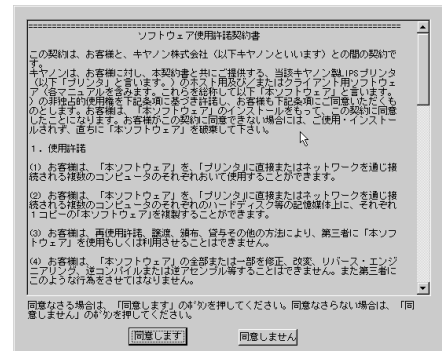 ================================================================
ソフトウェア使用許諾契約書
この契約は、お客様と、キヤノン株式会社（以下キヤノンといいます）との間の契約で
す。
キヤノンは、お客様に対し、本契約書と共にご提供する、当該キヤノン製LIPSプリンタ
（以下「プリンタ」と言います。）のホスト用及び／またはクライアント用ソフトウェ
ア（各マニュアルを含みます。これらを総称して以下「本ソフトウェア」と言います。
）の非独占的使用権を下記条項に基づき許諾し、お客様も下記条項にご同意いただくも
のとします。お客様は、「本ソフトウェア」のインストールをもって、この契約に同意
したことになります。お客様がこの契約に同意できない場合には、ご使用・インストー
ルされず、直ちに「本ソフトウェア」を破棄して下さい。
1．使用許諾
(1) お客様は、「本ソフトウェア」を、「プリンタ」に直接またはネットワークを通じ接
続される複数のコンピュータのそれぞれおいて使用することができます。
(2) お客様は、「本ソフトウェア」を、「プリンタ」に直接またはネットワークを通じ接
続される複数のコンピュータのそれぞれのハードディスク等の記憶媒体上に、それぞれ
1コピーの「本ソフトウェア」を複製することができます。
(3) お客様は、再使用許諾、譲渡、頒布、貸与その他の方法により、第三者に「本ソフ
トウェア」を使用もしくは利用させることはできません。
(4) お客様は、「本ソフトウェア」の全部または一部を修正、改変、リバース・エンジ
ニアリング、逆コンパイルまたは逆アセンブル等することはできません。また第三者に
このような行為をさせてはなりません。
同意なさる場合は、「同意します」のﾎﾞﾀﾝを押してください。同意なさらない場合は、「同
意しません」のﾎﾞﾀﾝを押してください。
同意します
同意しません